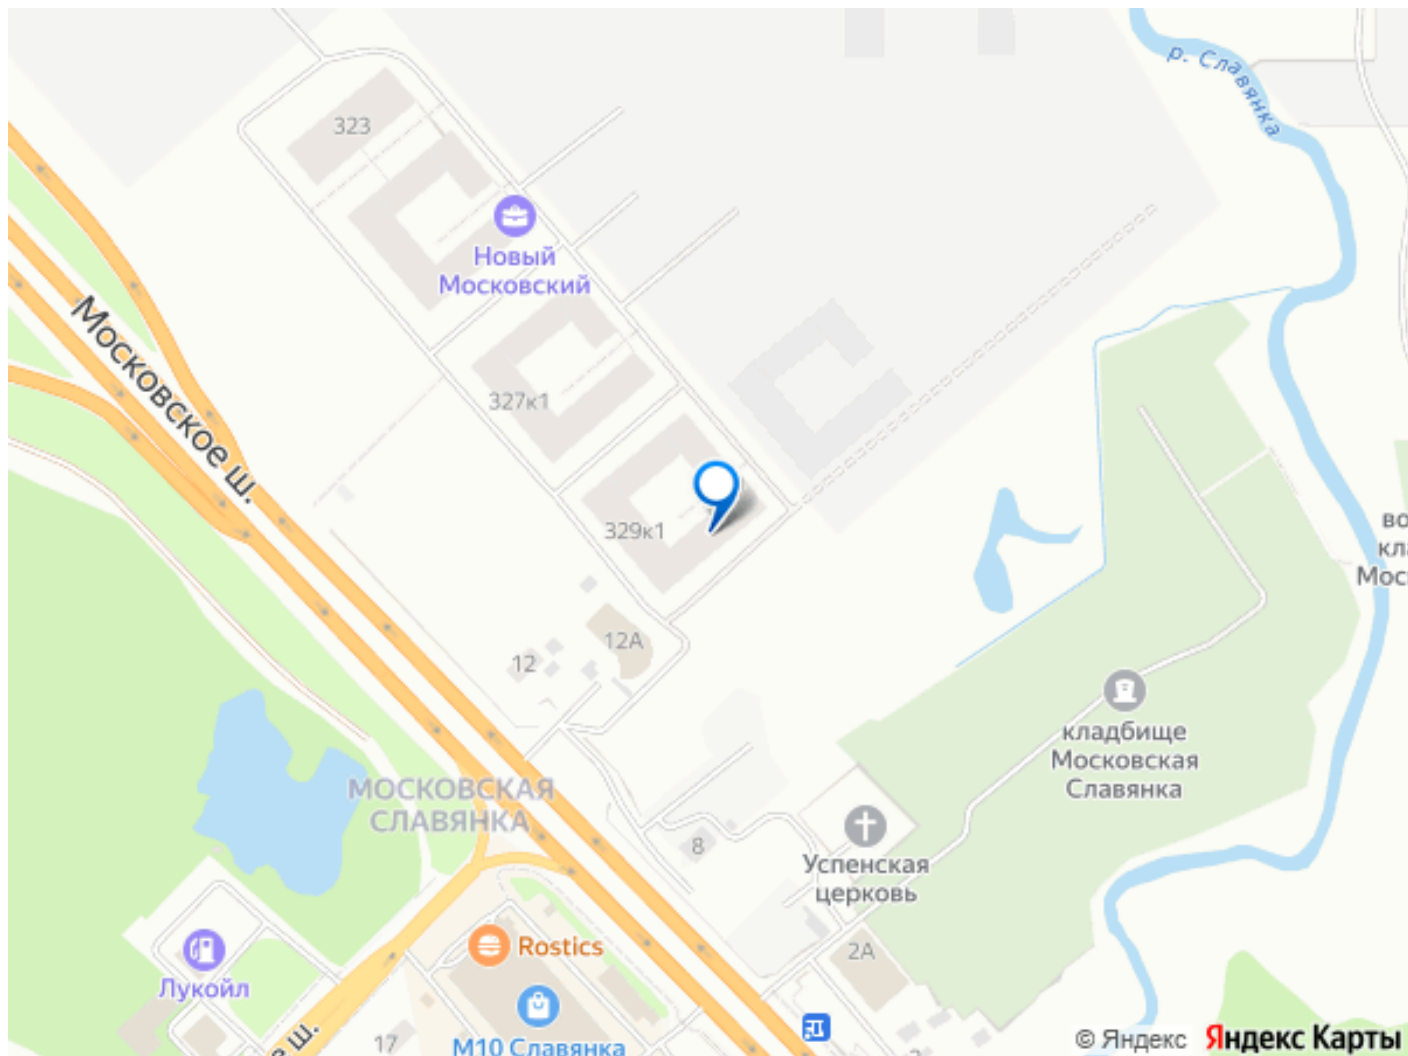 р. Славянка
323
Новый
Московский
Московское ш.
327к1
329к1
12А
12
кладбище
Московская
Славянка
МОСКОВСКАЯ
СЛАВЯНКА
8
Успенская
церковь
Rostics
2А
Лукойл
17
М10 Славянка
е ш.
© Яндекс
Яндекс Карты